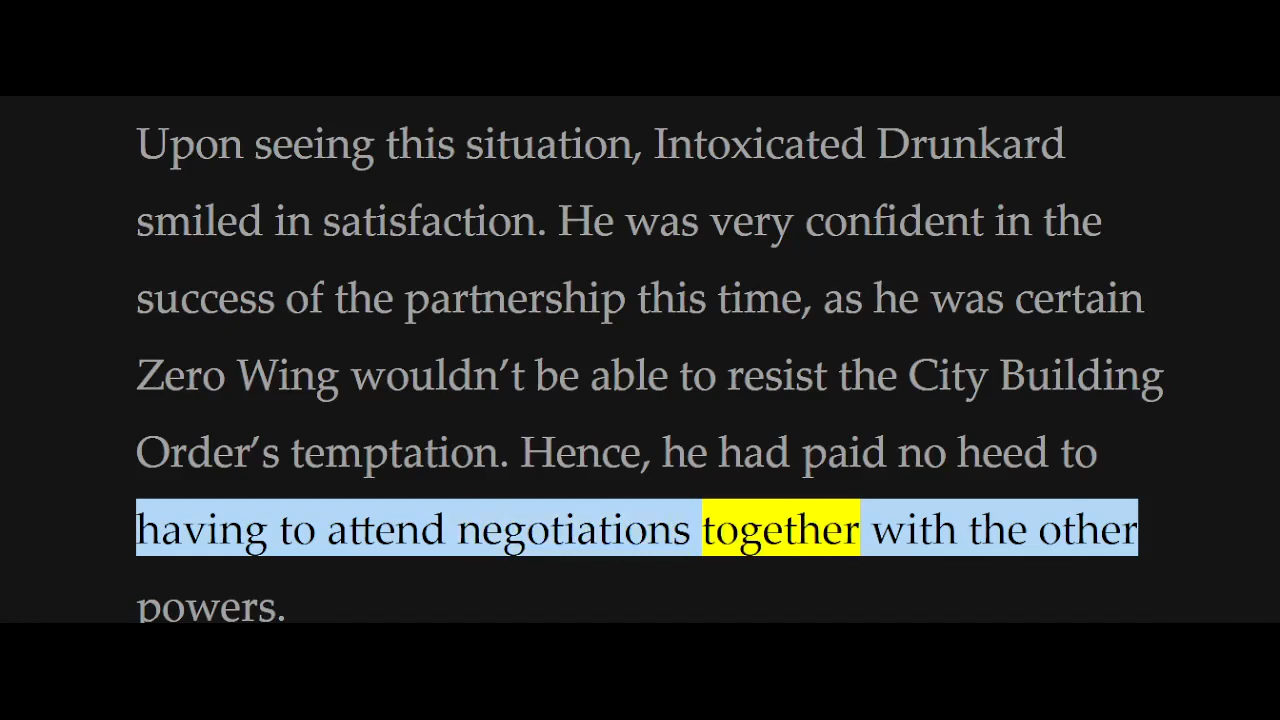 Upon seeing this situation, Intoxicated Drunkard
smiled in satisfaction. He was very confident in the
success of the partnership this time, as he was certain
Zero Wing wouldn’t be able to resist the City Building
Order’s temptation. Hence, he had paid no heed to
having to attend negotiations together with the other
powers.